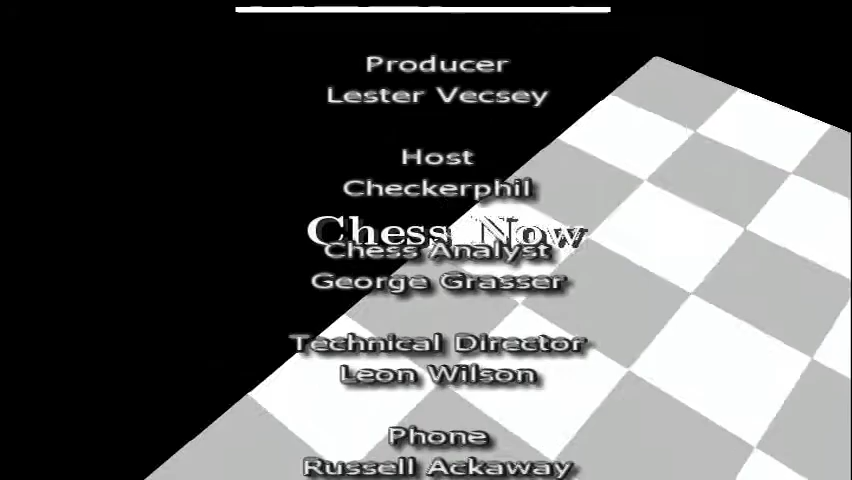 Producer
Lester Vecsey
Host
Checkerphil
Chess Now
Chess Analyst
George Grasser
Technical Director
Leon Wilson
Phone
Russell Ackaway